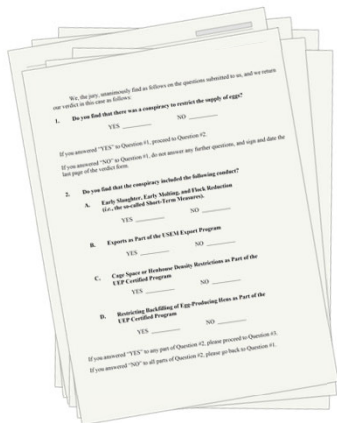 We, the jury, unanimously find as follows on the questions submitted to us, and we return
our verdict in this case as follows:
1. Do you find that there was a conspiracy to restrict the supply of eggs?
YES ________ NO ________
If you answered "YES" to Question #1, proceed to Question #2.
If you answered "NO" to Question #1, do not answer any further questions, and sign and date the
last page of the verdict form.
2. Do you find that the conspiracy included the following conduct?
A. Early Slaughter, Early Molting, and Flock Reduction
(i.e., the so-called Short-Term Measures).
YES ________ NO ________
B. Exports as Part of the USEM Export Program
YES ________ NO ________
C. Cage Space or Henhouse Density Restrictions as Part of the
UEP Certified Program
YES ________ NO ________
D. Restricting Backfilling of Egg-Producing Hens as Part of the
UEP Certified Program
YES ________ NO ________
If you answered "YES" to any part of Question #2, please proceed to Question #3.
If you answered "NO" to all parts of Question #2, please go back to Question #1.